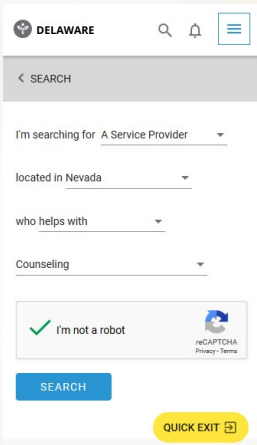 DELAWARE
SEARCH
I'm searching for A Service Provider
located in Nevada
who helps with
Counseling
I'm not a robot
reCAPTCHA
Privacy - Terms
SEARCH
QUICK EXIT